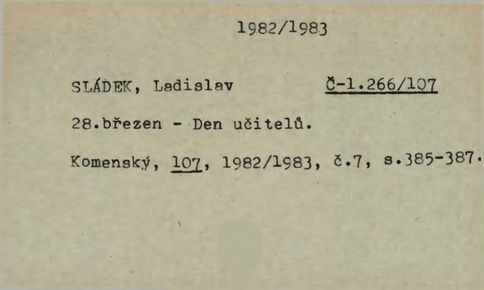 1982/1983
SLÁDEK, Ladislav Č-1.266/107
28.březen - Den učitelů.
Komenský, 107, 1982/1983, č.7, s.385-387.